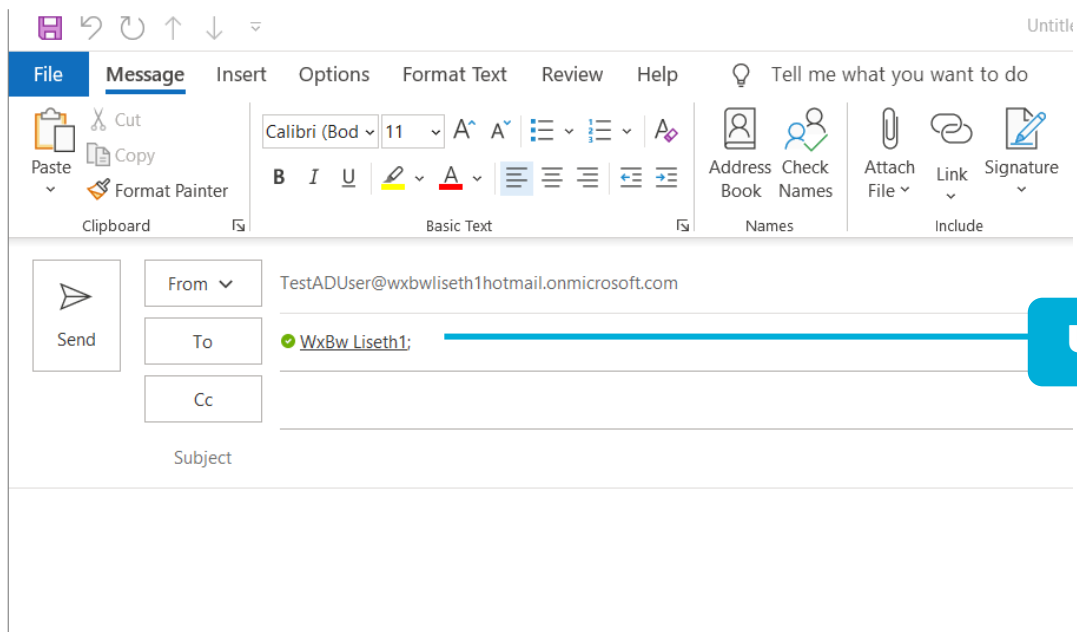 Untitle
File Message Insert Options Format Text Review Help Tell me what you want to do
Cut
Copy
Paste
Format Painter
Calibri (Bod 11
B I U A
Address Book
Check Names
Attach File
Link
Signature
Clipboard Basic Text Names Include
From TestADUser@wxbwliseth1hotmail.onmicrosoft.com
Send
To WxBw Liseth1;
Cc
Subject